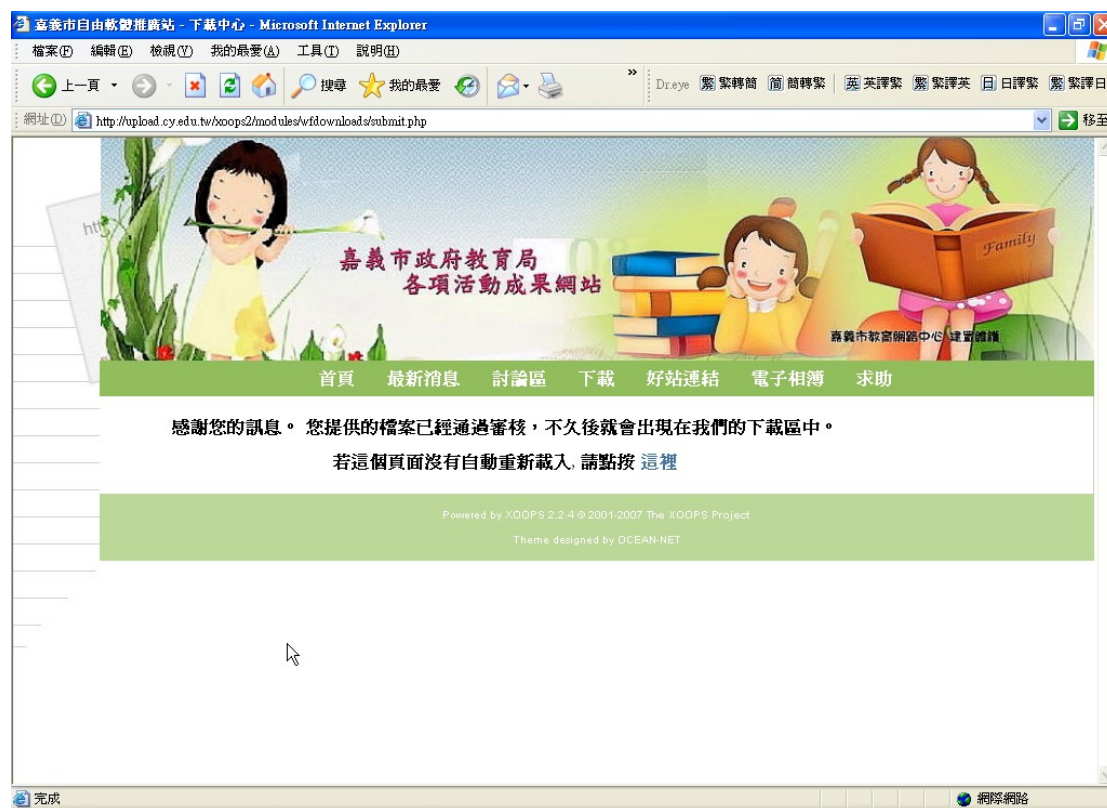 嘉義市自由軟體推廣站 - 下載中心 - Microsoft Internet Explorer
檔案(F) 編輯(E) 檢視(V) 我的最愛(A) 工具(T) 說明(H)
上一頁 搜尋 我的最愛 » Dr.eye 繁 繁轉簡 簡 簡轉繁 英 英譯繁 繁 繁譯英 日 日譯繁 繁 繁譯日
網址(D) http://upload.cy.edu.tw/xoops2/modules/wfdownloads/submit.php 移至
htt
Family
嘉義市政府教育局
各項活動成果網站
嘉義市教育網路中心 建置維護
首頁 最新消息 討論區 下載 好站連結 電子相簿 求助
感謝您的訊息。 您提供的檔案已經通過審核，不久後就會出現在我們的下載區中。
若這個頁面沒有自動重新載入, 請點按 這裡
Powered by XOOPS 2.2.4 © 2001-2007 The XOOPS Project
Theme designed by OCEAN-NET
完成 網際網路